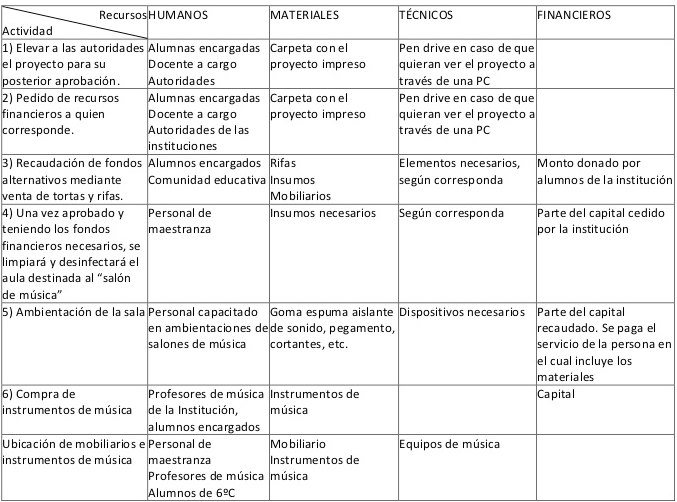 Recursos
Actividad
HUMANOS
MATERIALES
TÉCNICOS
FINANCIEROS
1) Elevar a las autoridades
el proyecto para su
posterior aprobación.
Alumnas encargadas
Docente a cargo
Autoridades
Carpeta con el
proyecto impreso
Pen drive en caso de que
quieran ver el proyecto a
través de una PC
2) Pedido de recursos
financieros a quien
corresponde.
Alumnas encargadas
Docente a cargo
Autoridades de las
instituciones
Carpeta con el
proyecto impreso
Pen drive en caso de que
quieran ver el proyecto a
través de una PC
3) Recaudación de fondos
alternativos mediante
venta de tortas y rifas.
Alumnos encargados
Comunidad educativa
Rifas
Insumos
Mobiliarios
Elementos necesarios,
según corresponda
Monto donado por
alumnos de la institución
4) Una vez aprobado y
teniendo los fondos
financieros necesarios, se
limpiará y desinfectará el
aula destinada al “salón
de música”
Personal de
maestranza
Insumos necesarios
Según corresponda
Parte del capital cedido
por la institución
5) Ambientación de la sala
Personal capacitado
en ambientaciones de
salones de música
Goma espuma aislante
de sonido, pegamento,
cortantes, etc.
Dispositivos necesarios
Parte del capital
recaudado. Se paga el
servicio de la persona en
el cual incluye los
materiales
6) Compra de
instrumentos de música
Profesores de música
de la Institución,
alumnos encargados
Instrumentos de
música
Capital
Ubicación de mobiliarios e
instrumentos de música
Personal de
maestranza
Profesores de música
Alumnos de 6ºC
Mobiliario
Instrumentos de
música
Equipos de música